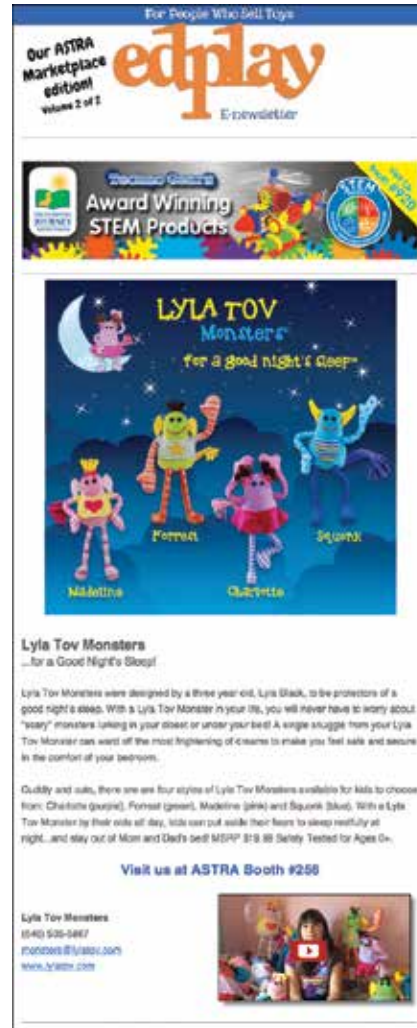 For People Who Sell Toys
Our ASTRA
Marketplace
edition!
Volume 2 of 2
edplay
E-newsletter
Techno Gears
Award Winning
STEM Products
STEM
LYLA TOV
Monsters
for a good night's sleep
Madeline
Forrest
Charlotte
Squonk
Lyla Tov Monsters
...for a Good Night's Sleep!
Lyla Tov Monsters were designed by a three year old, Lyla Black, to be protectors of a
good night's sleep. With a Lyla Tov Monster in your life, you will never have to worry about
"scary" monsters lurking in your closet or under your bed! A single snuggle from your Lyla
Tov Monster can ward off the most frightening of dreams to make you feel safe and secure
in the comfort of your bedroom.
Cuddly and cute, there are are four styles of Lyla Tov Monsters available for kids to choose
from: Charlotte (purple), Forrest (green), Madeline (pink) and Squonk (blue). With a Lyla
Tov Monster by their side all day, kids can put aside their fears to sleep restfully at
night...and stay out of Mom and Dad's bed! MSRP Safety Tested for Ages 0+.
Visit us at ASTRA Booth #256
Lyla Tov Monsters
monsters@lylatov.com
www.lylatov.com